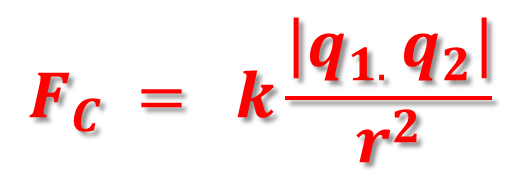 F_C = k |q_1. q_2| / r^2